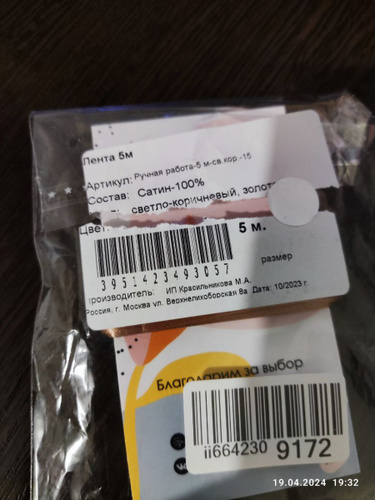 Лента 5м
Артикул: Ручная работа-5 м-св.кор.-15
Состав: Сатин-100%
Цвет: светло-коричневый, золот
5 м.
3951423493057
размер
роизводитель: ИП Красильникова М.А.
Россия, г. Москва ул. Верхнелихоборская 8а Дата: 10/2023 г.
Благодарим за выбор
ii664230 9172
19.04.2024 19:32